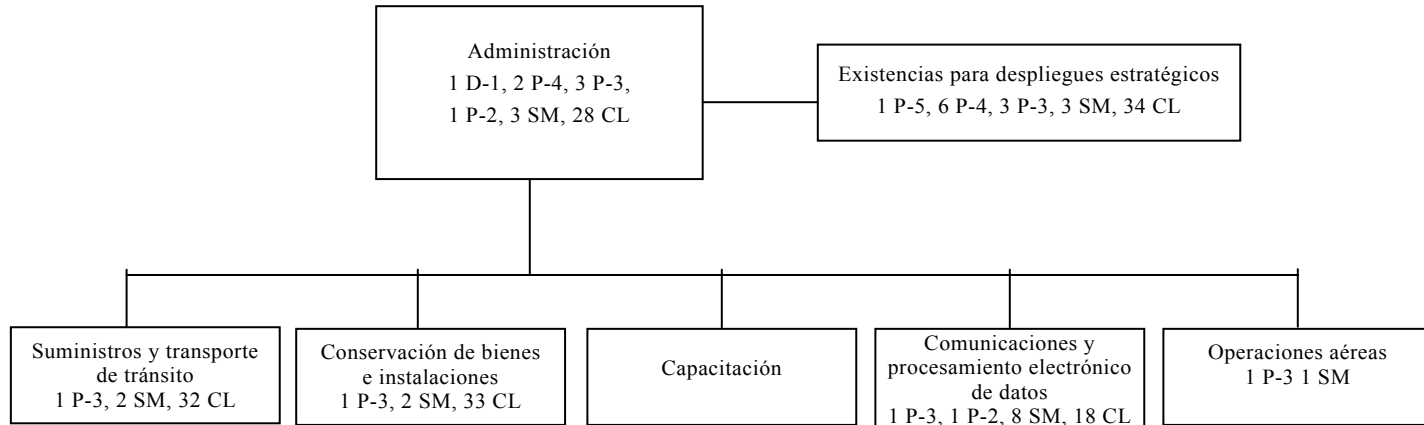 Administración
1 D-1, 2 P-4, 3 P-3,
1 P-2, 3 SM, 28 CL
Existencias para despliegues estratégicos
1 P-5, 6 P-4, 3 P-3, 3 SM, 34 CL
Suministros y transporte
de tránsito
1 P-3, 2 SM, 32 CL
Conservación de bienes
e instalaciones
1 P-3, 2 SM, 33 CL
Capacitación
Comunicaciones y
procesamiento electrónico
de datos
1 P-3, 1 P-2, 8 SM, 18 CL
Operaciones aéreas
1 P-3 1 SM